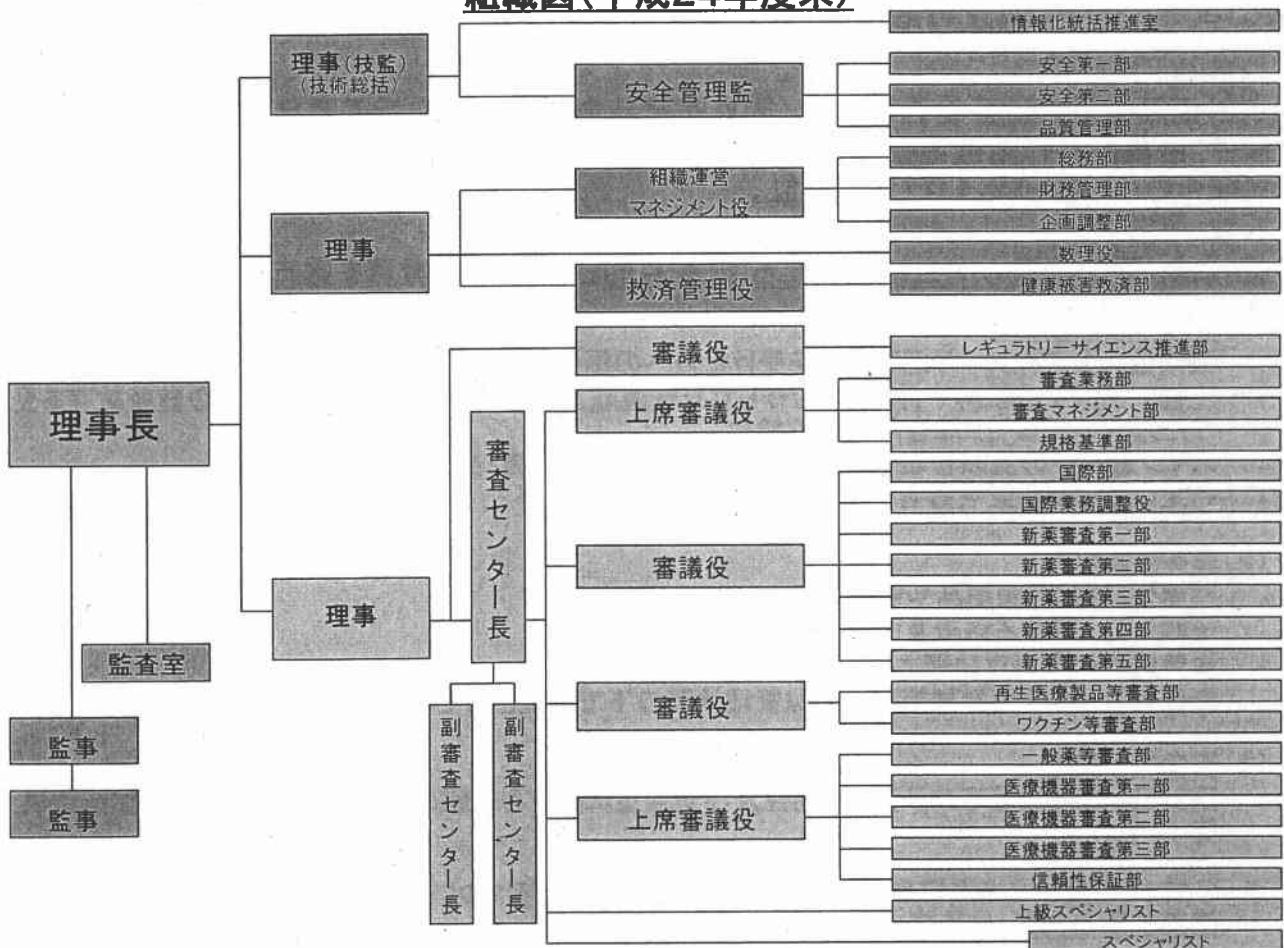 組織図(平成24年度末)
情報化統括推進室
理事(技監)
(技術総括)
安全管理監
安全第一部
安全第二部
品質管理部
組織運営
マネジメント役
総務部
財務管理部
企画調整部
理事
数理役
救済管理役
健康被害救済部
審議役
レギュラトリーサイエンス推進部
理事長
審査センター長
上席審議役
審査業務部
審査マネジメント部
規格基準部
国際部
国際業務調整役
新薬審査第一部
審議役
新薬審査第二部
新薬審査第三部
理事
新薬審査第四部
新薬審査第五部
監査室
審議役
再生医療製品等審査部
ワクチン等審査部
監事
監事
副審査センター長
副審査センター長
上席審議役
一般薬等審査部
医療機器審査第一部
医療機器審査第二部
医療機器審査第三部
信頼性保証部
上級スペシャリスト
スペシャリスト